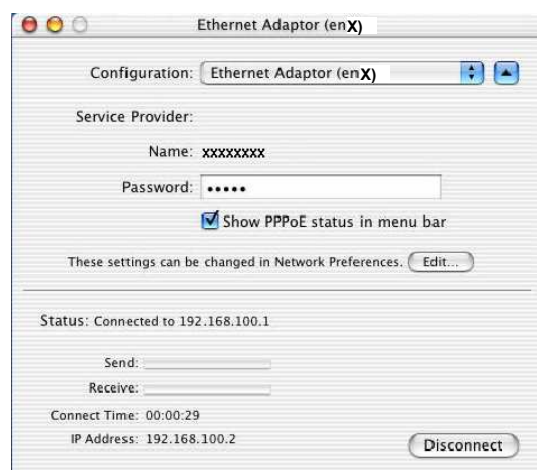 Ethernet Adaptor (enX)
Configuration: Ethernet Adaptor (enX)
Service Provider:
Name: xxxxxxxx
Password: •••••
Show PPPoE status in menu bar
These settings can be changed in Network Preferences. Edit...
Status: Connected to 192.168.100.1
Send:
Receive:
Connect Time: 00:00:29
IP Address: 192.168.100.2
Disconnect